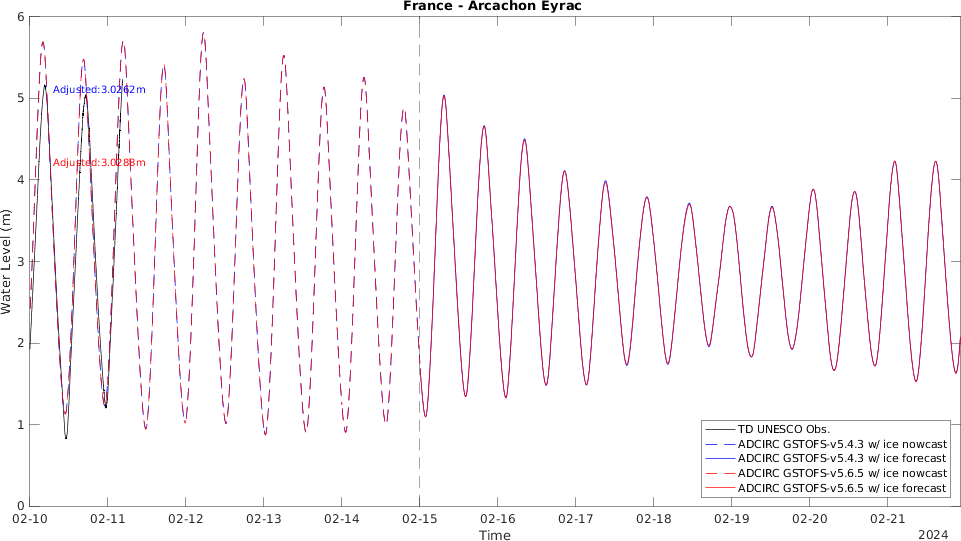 France - Arcachon Eyrac
6
5
4
3
2
1
0
Water Level (m)
Adjusted:3.0262m
Adjusted:3.0288m
TD UNESCO Obs.
ADCIRC GSTOFS-v5.4.3 w/ ice nowcast
ADCIRC GSTOFS-v5.4.3 w/ ice forecast
ADCIRC GSTOFS-v5.6.5 w/ ice nowcast
ADCIRC GSTOFS-v5.6.5 w/ ice forecast
02-10 02-11 02-12 02-13 02-14 02-15 02-16 02-17 02-18 02-19 02-20 02-21
Time
2024